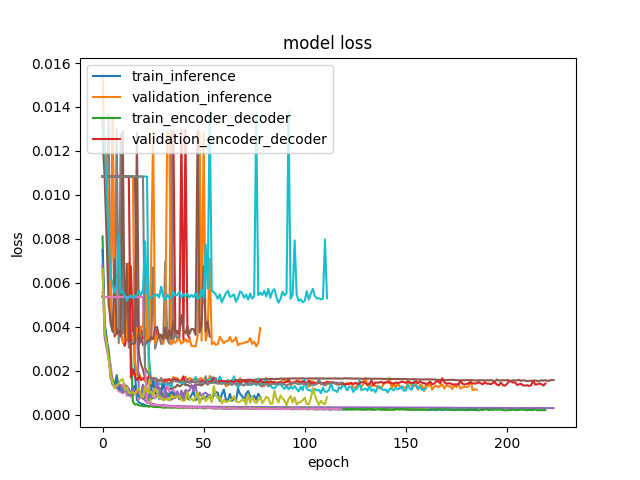 model loss
train_inference
validation_inference
train_encoder_decoder
validation_encoder_decoder
0.016
0.014
0.012
0.010
0.008
0.006
0.004
0.002
0.000
loss
0 50 100 150 200
epoch